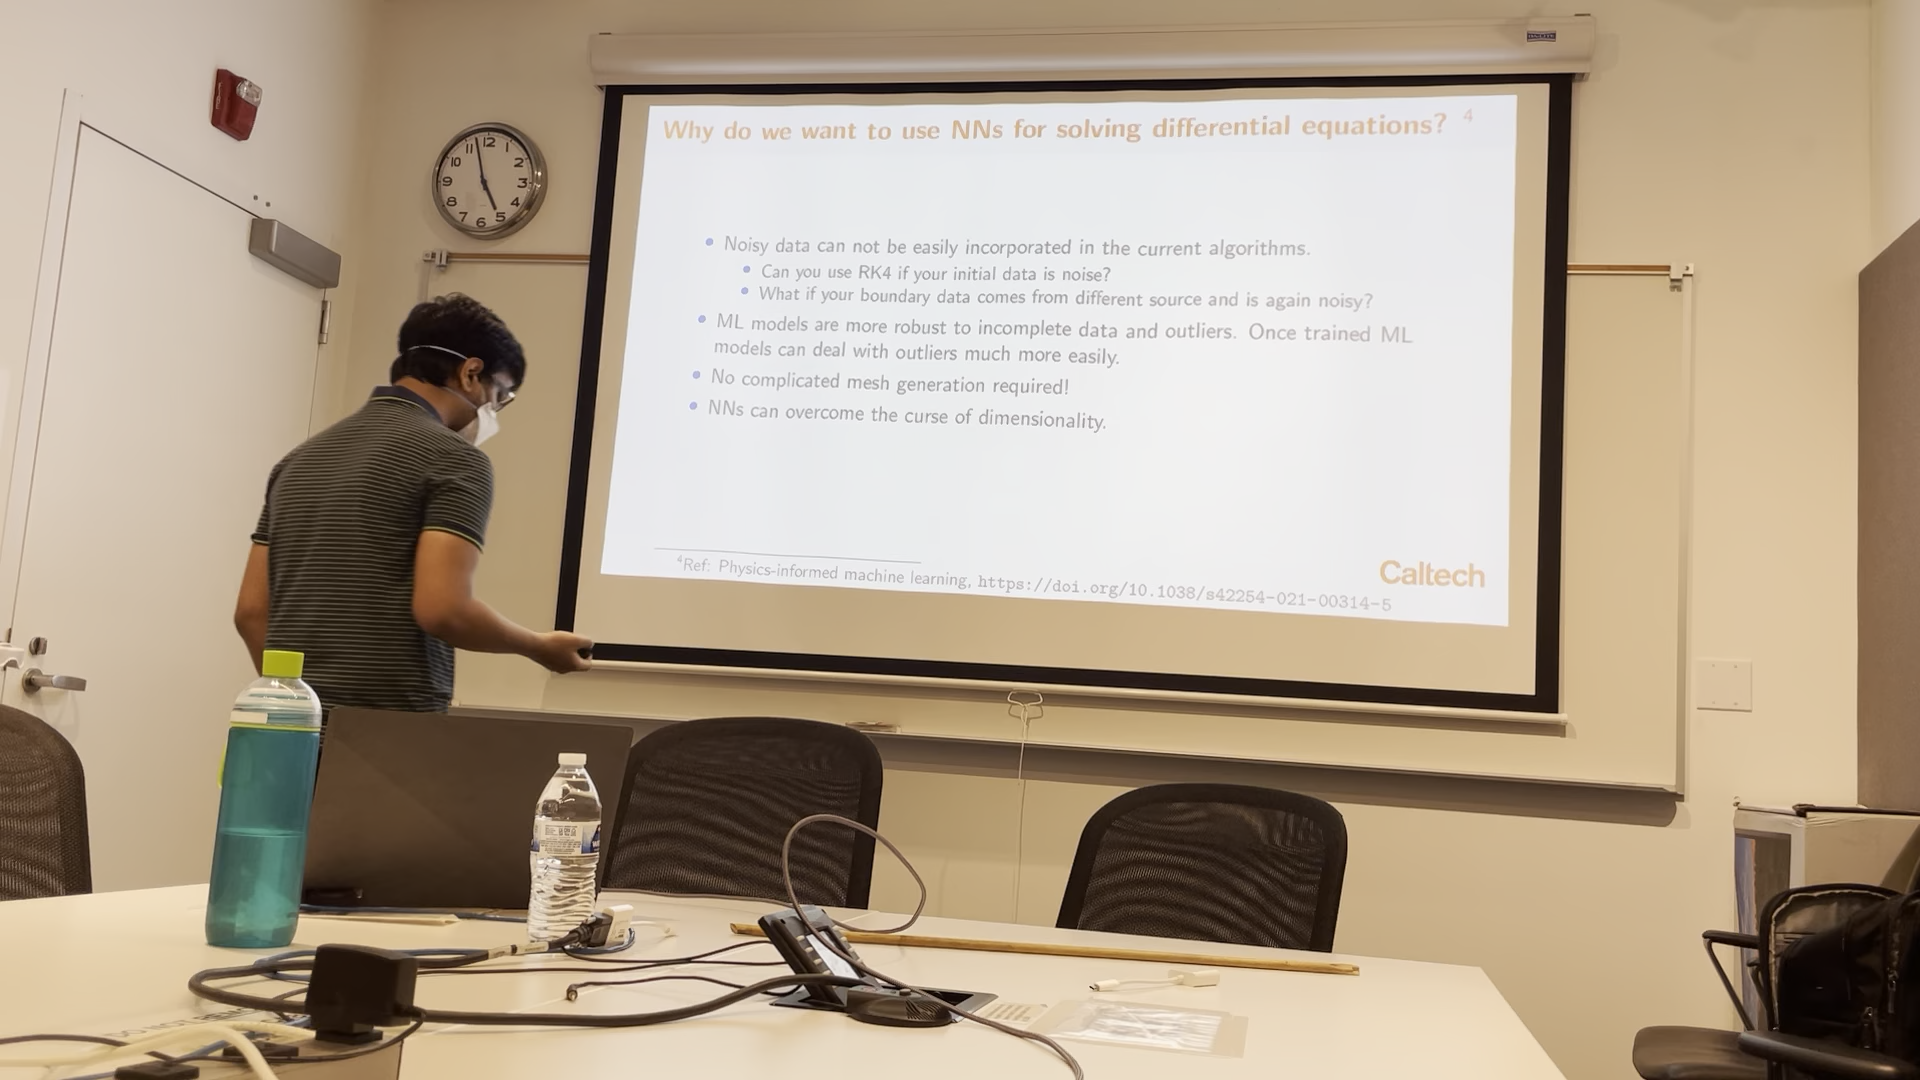 Why do we want to use NNs for solving differential equations? 4
11 12 1
10 2
9 3
8 4
7 6 5
• Noisy data can not be easily incorporated in the current algorithms.
• Can you use RK4 if your initial data is noise?
• What if your boundary data comes from different source and is again noisy?
• ML models are more robust to incomplete data and outliers. Once trained ML
models can deal with outliers much more easily.
• No complicated mesh generation required!
• NNs can overcome the curse of dimensionality.
4Ref: Physics-informed machine learning, https://doi.org/10.1038/s42254-021-00314-5
Caltech